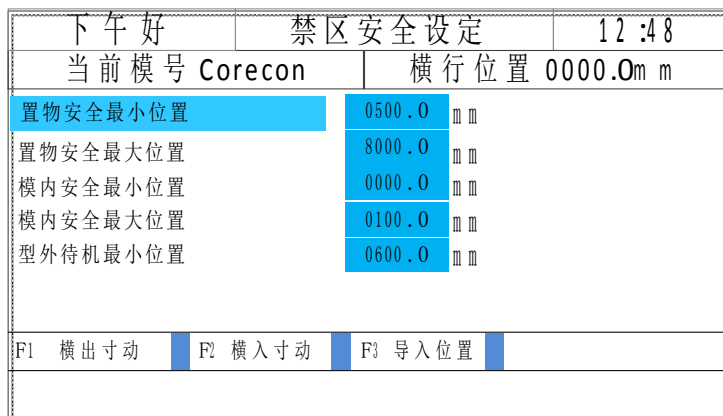 下午好 禁区安全设定 12:48
当前模号 Corecon 横行位置 0000.0mm
置物安全最小位置 0500.0 mm
置物安全最大位置 8000.0 mm
模内安全最小位置 0000.0 mm
模内安全最大位置 0100.0 mm
型外待机最小位置 0600.0 mm
F1 横出寸动 F2 横入寸动 F3 导入位置